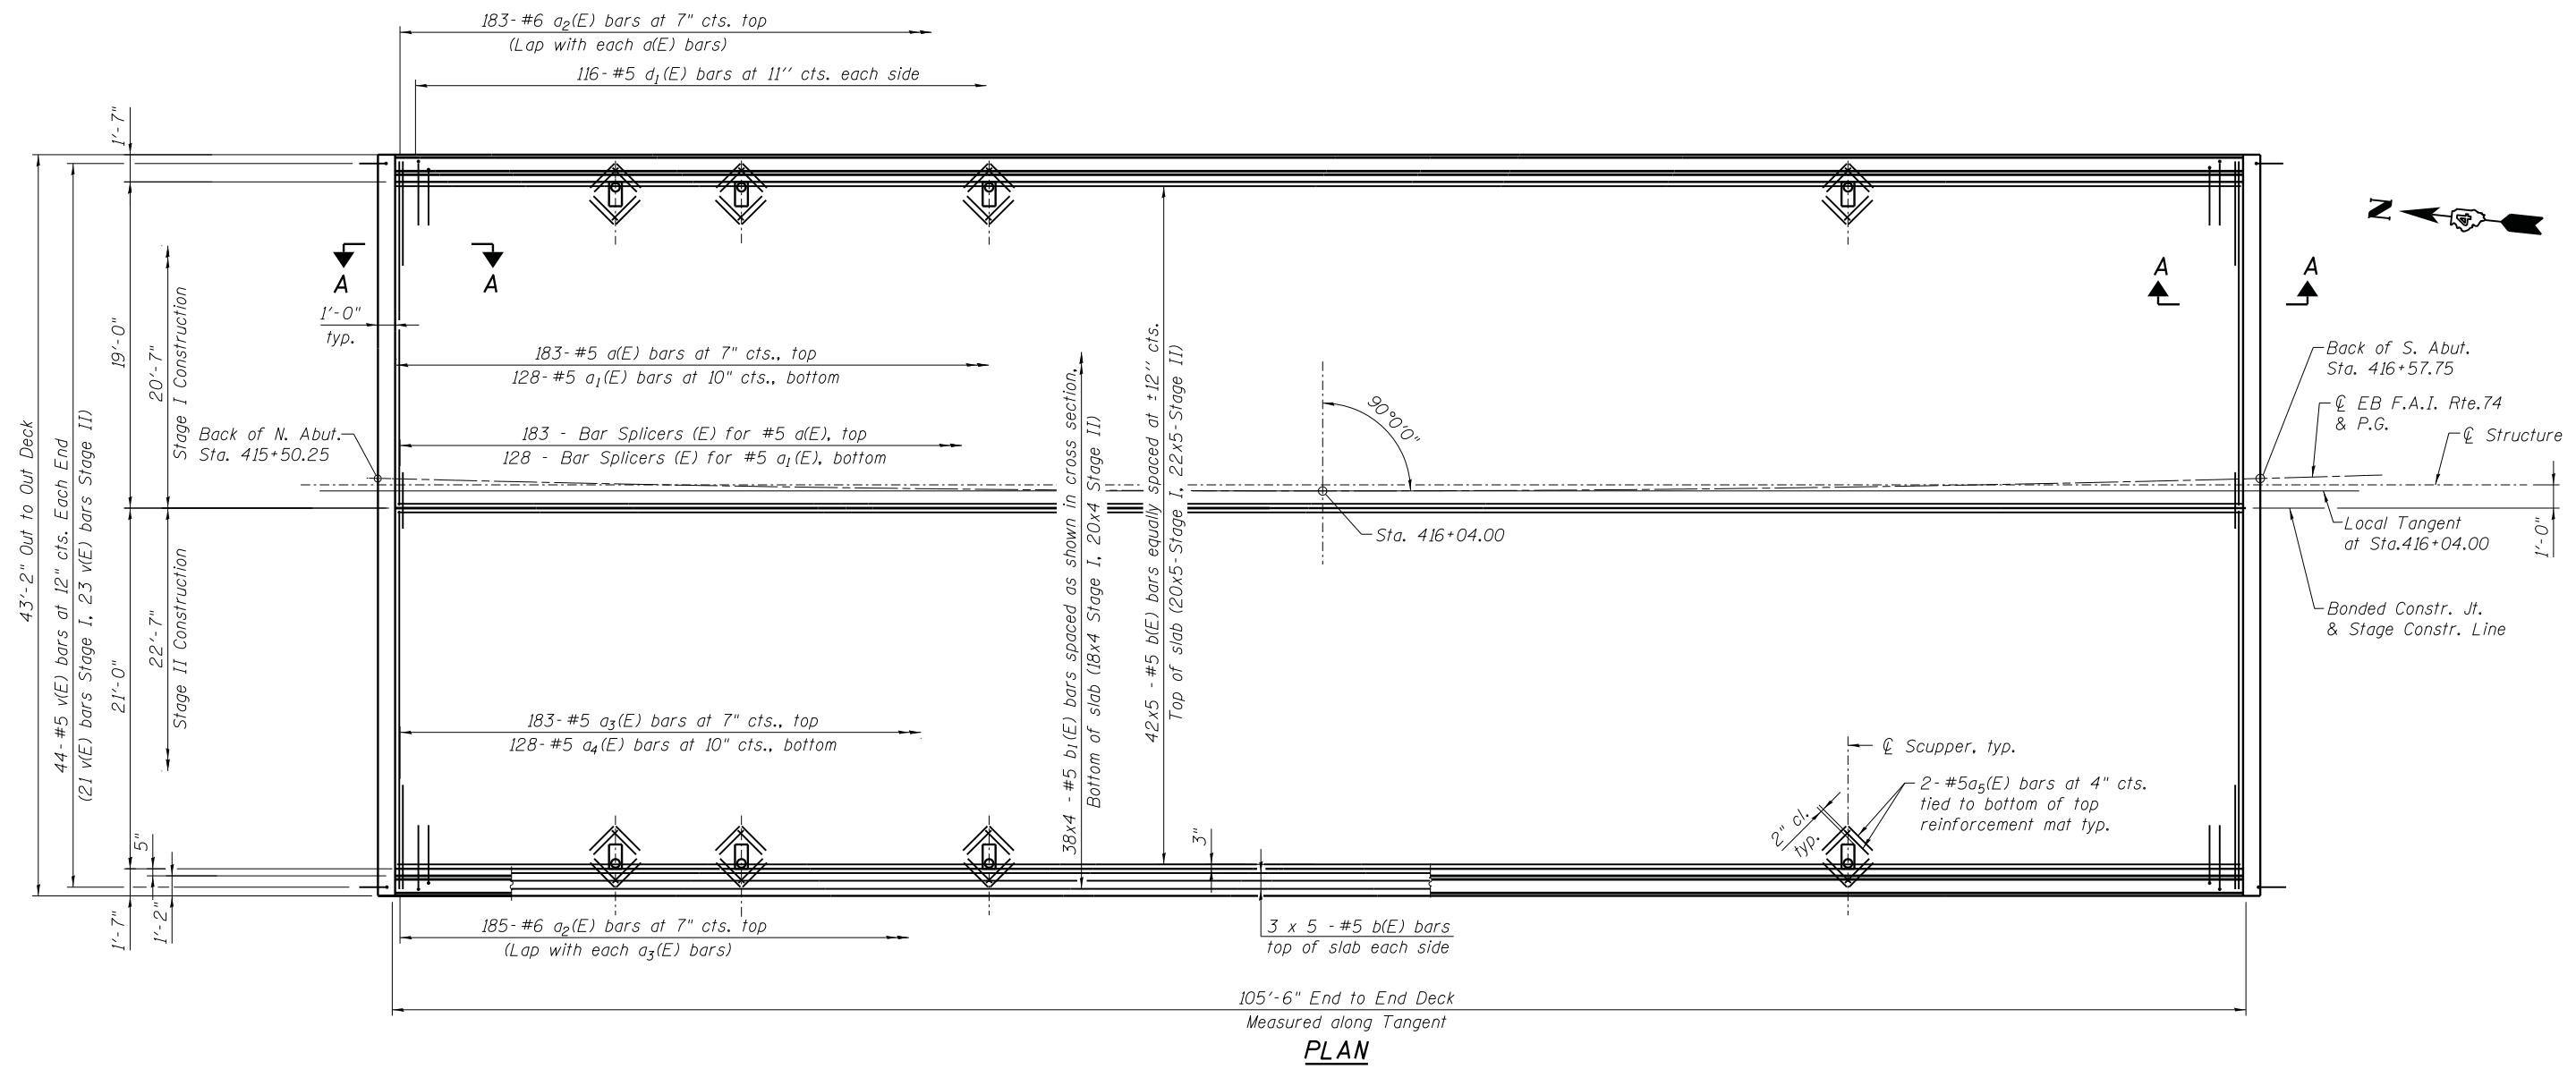 183-#6 a2(E) bars at 7" cts. top
(Lap with each a(E) bars)
116-#5 d1(E) bars at 11'' cts. each side
1'-7"
43'-2" Out to Out Deck
44-#5 v(E) bars at 12" cts. Each End
(21 v(E) bars Stage I, 23 v(E) bars Stage II)
19'-0"
20'-7"
Stage I Construction
21'-0"
22'-7"
Stage II Construction
5"
1'-7"
1'-2"
A
A
A
A
1'-0"
typ.
183-#5 a(E) bars at 7" cts., top
128-#5 a1(E) bars at 10" cts., bottom
Back of N. Abut.
Sta. 415+50.25
183 - Bar Splicers (E) for #5 a(E), top
128 - Bar Splicers (E) for #5 a1(E), bottom
38x4 -#5 b1(E) bars spaced as shown in cross section,
Bottom of slab (18x4 Stage I, 20x4 Stage II)
42x5 -#5 b(E) bars equally spaced at ±12'' cts.
Top of slab (20x5-Stage I, 22x5-Stage II)
90°0'0"
Sta. 416+04.00
N
4
Back of S. Abut.
Sta. 416+57.75
℄ EB F.A.I. Rte.74
& P.G.
℄ Structure
Local Tangent
at Sta.416+04.00
1'-0"
Bonded Constr. Jt.
& Stage Constr. Line
183-#5 a3(E) bars at 7" cts., top
128-#5 a4(E) bars at 10" cts., bottom
℄ Scupper, typ.
2-#5a5(E) bars at 4" cts.
tied to bottom of top
reinforcement mat typ.
2" cl.
typ.
3"
185-#6 a2(E) bars at 7" cts. top
(Lap with each a3(E) bars)
3 x 5 -#5 b(E) bars
top of slab each side
105'-6" End to End Deck
Measured along Tangent
PLAN